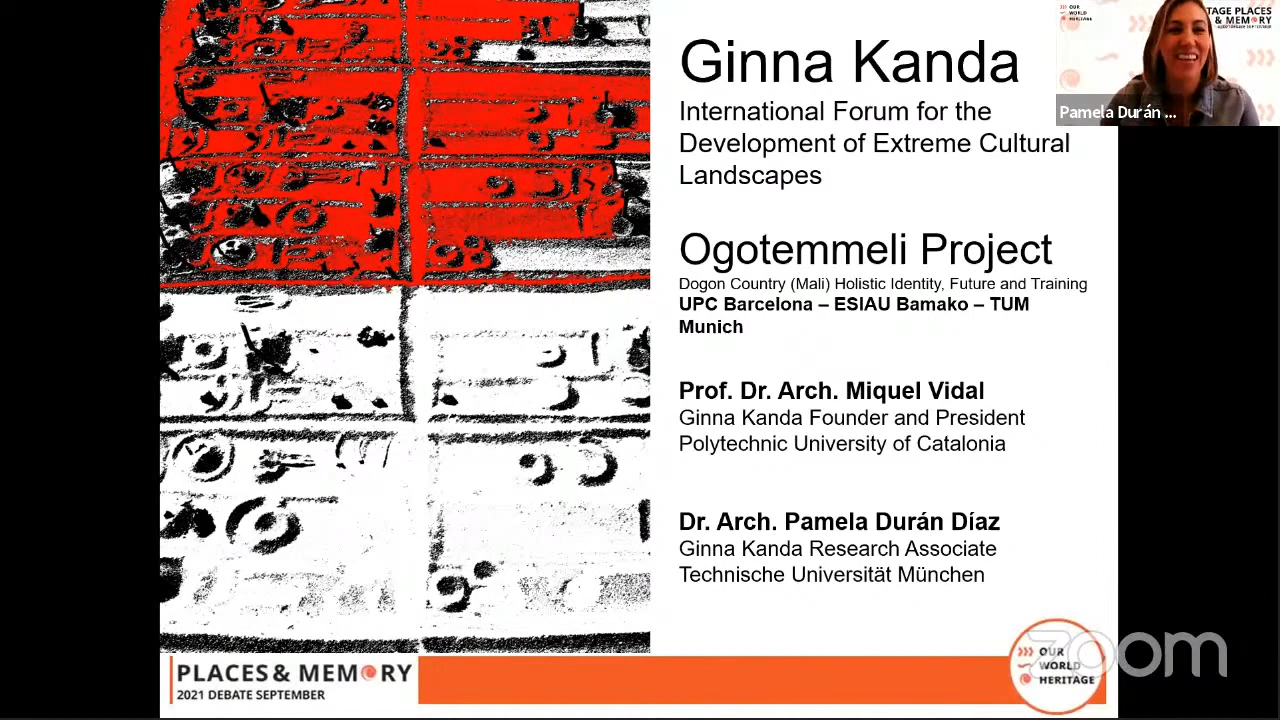 Ginna Kanda
International Forum for the
Development of Extreme Cultural
Landscapes
Ogotemmeli Project
Dogon Country (Mali) Holistic Identity, Future and Training
UPC Barcelona – ESIAU Bamako – TUM
Munich
Prof. Dr. Arch. Miquel Vidal
Ginna Kanda Founder and President
Polytechnic University of Catalonia
Dr. Arch. Pamela Durán Díaz
Ginna Kanda Research Associate
Technische Universität München
OUR
WORLD
HERITAGE
TAGE PLACES
& MEMORY
Pamela Durán ...
PLACES & MEMORY
2021 DEBATE SEPTEMBER
OUR
WORLD
HERITAGE
zoom